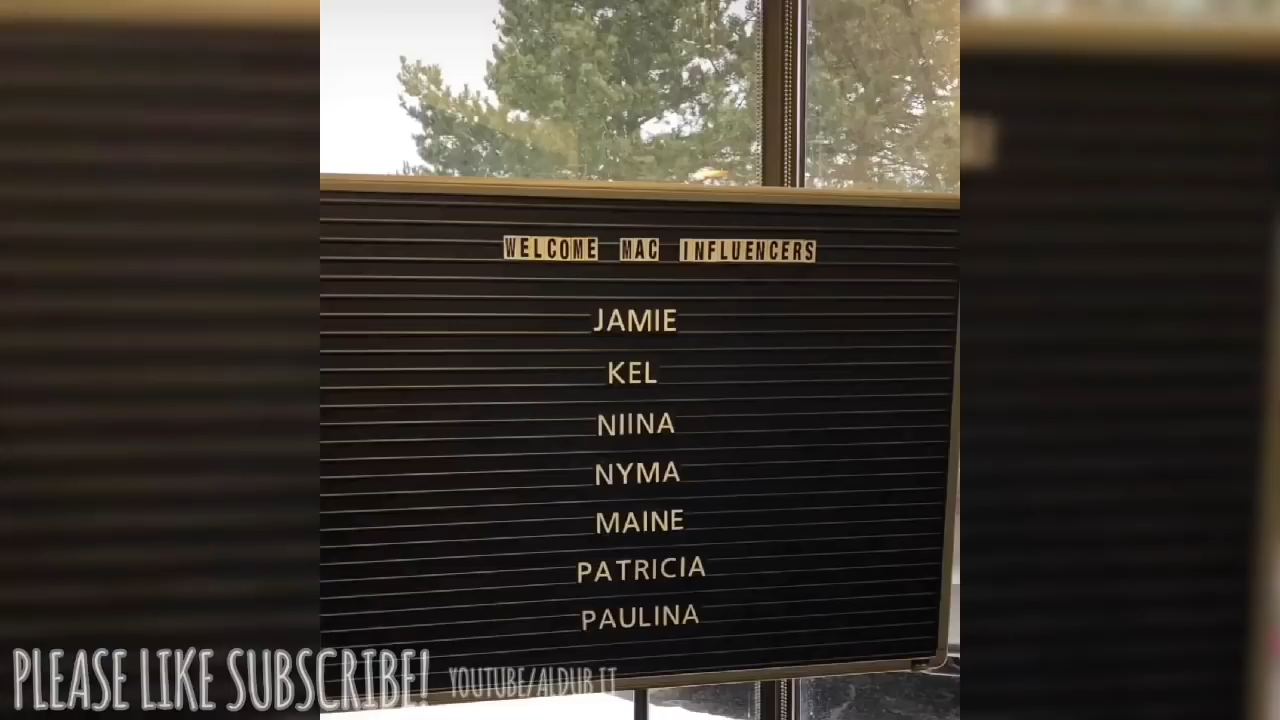 WELCOME MAC INFLUENCERS
JAMIE
KEL
NIINA
NYMA
MAINE
PATRICIA
PAULINA
PLEASE LIKE SUBSCRIBE! YOUTUBE/ALDUB IT